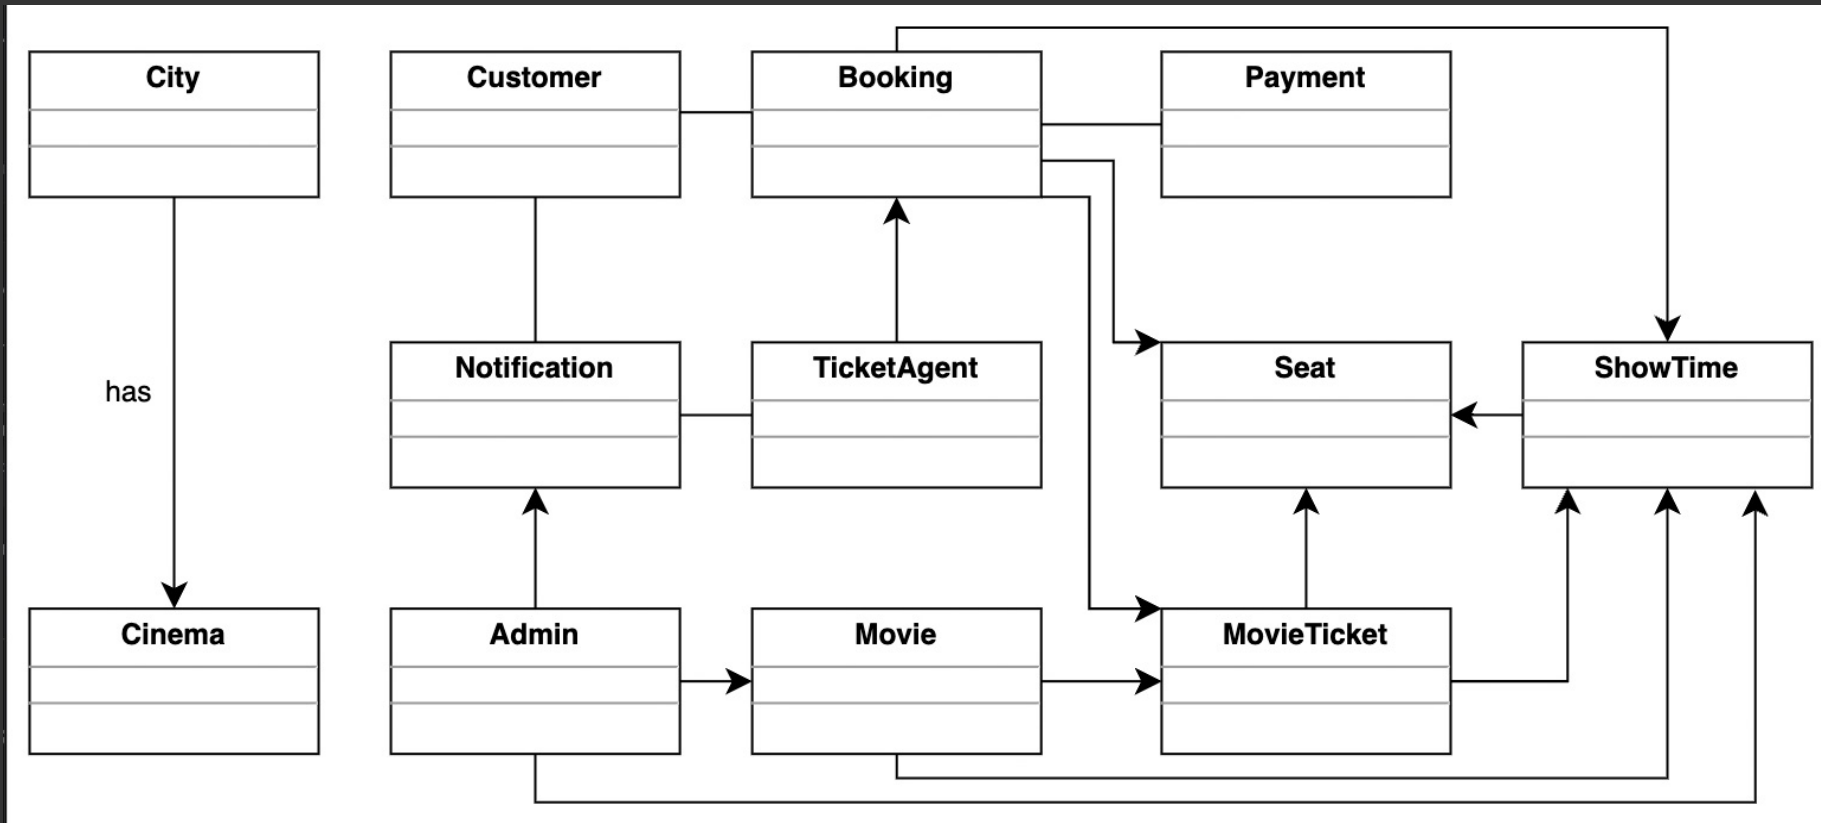 City
Customer
Booking
Payment
has
Notification
TicketAgent
Seat
ShowTime
Cinema
Admin
Movie
MovieTicket